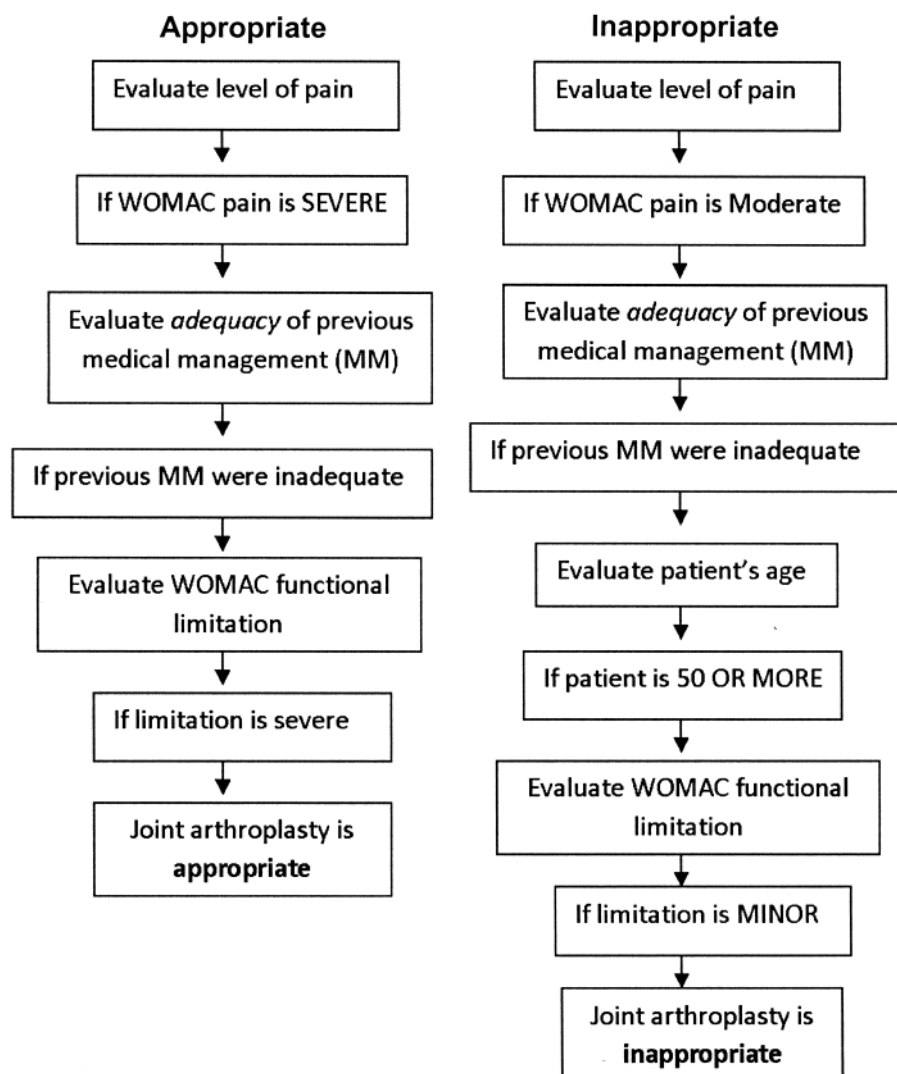 Appropriate
Evaluate level of pain
If WOMAC pain is SEVERE
Evaluate adequacy of previous
medical management (MM)
If previous MM were inadequate
Evaluate WOMAC functional
limitation
If limitation is severe
Joint arthroplasty is
appropriate
Inappropriate
Evaluate level of pain
If WOMAC pain is Moderate
Evaluate adequacy of previous
medical management (MM)
If previous MM were inadequate
Evaluate patient's age
If patient is 50 OR MORE
Evaluate WOMAC functional
limitation
If limitation is MINOR
Joint arthroplasty is
inappropriate